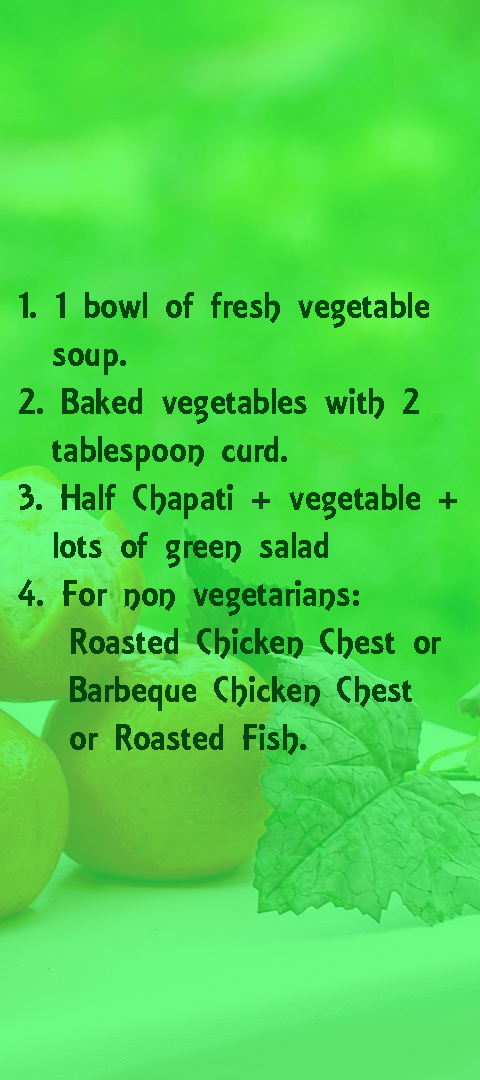 1. 1 bowl of fresh vegetable
soup.
2. Baked vegetables with 2
tablespoon curd.
3. Half Chapati + vegetable +
lots of green salad
4. For non vegetarians:
Roasted Chicken Chest or
Barbeque Chicken Chest
or Roasted Fish.